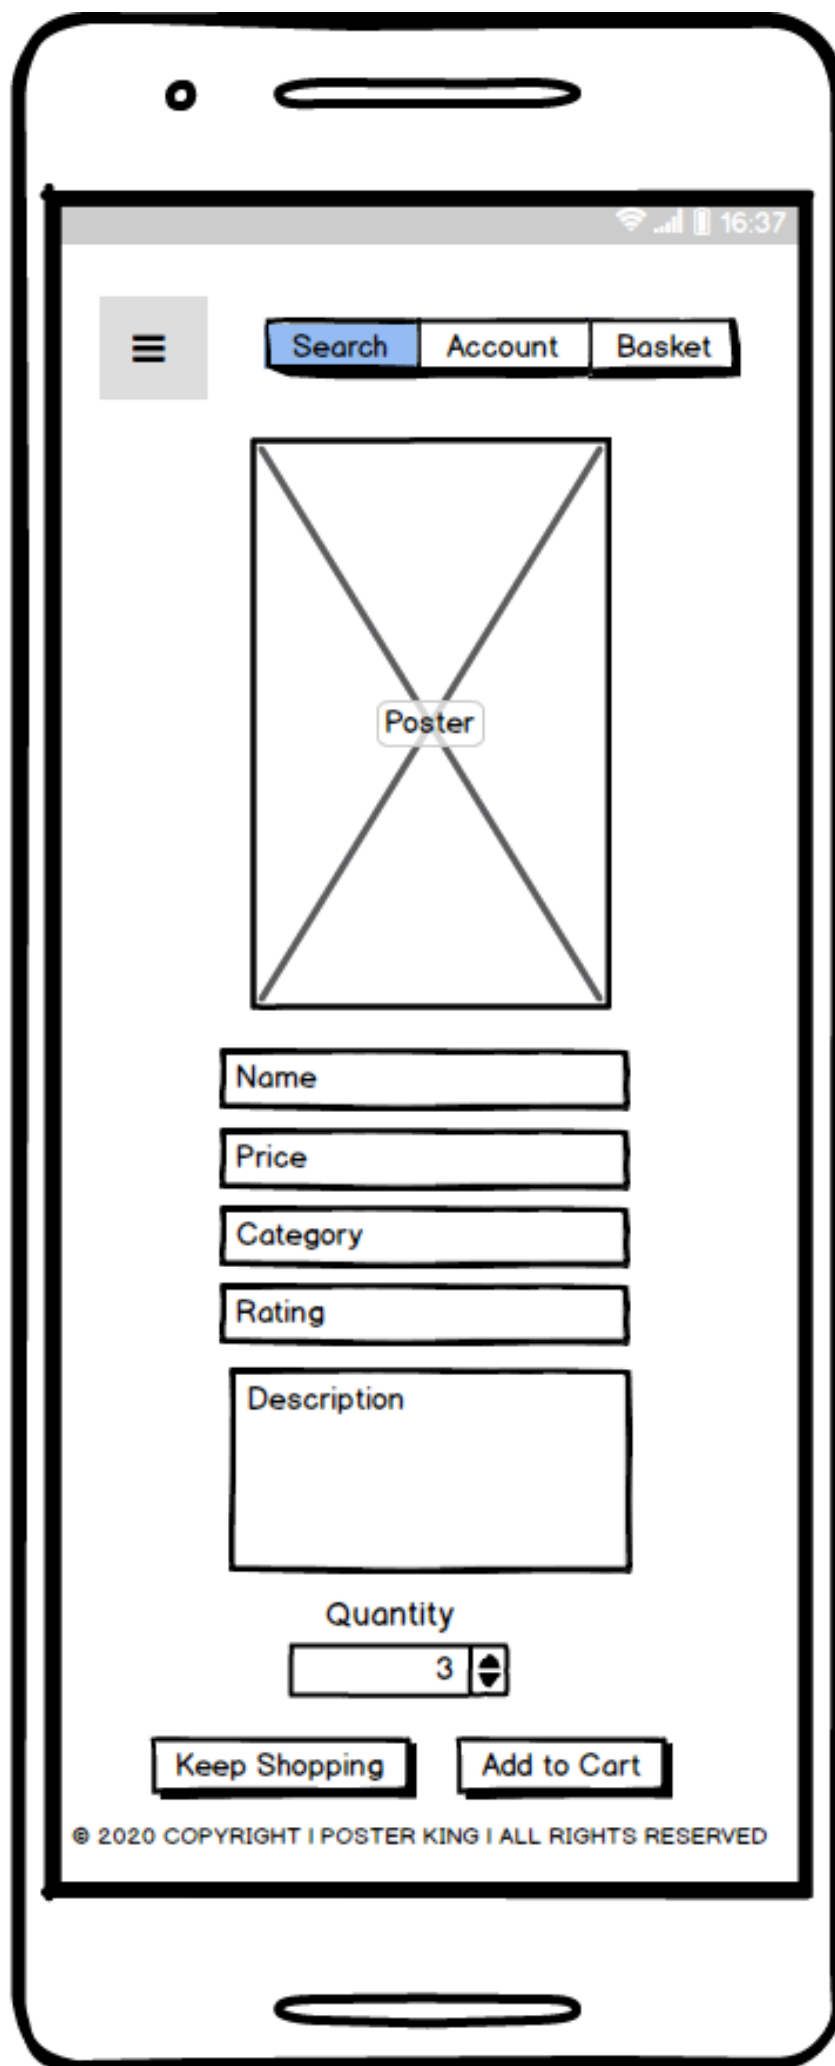 16:37
Search Account Basket
Poster
Name
Price
Category
Rating
Description
Quantity
3
Keep Shopping Add to Cart
© 2020 COPYRIGHT | POSTER KING | ALL RIGHTS RESERVED